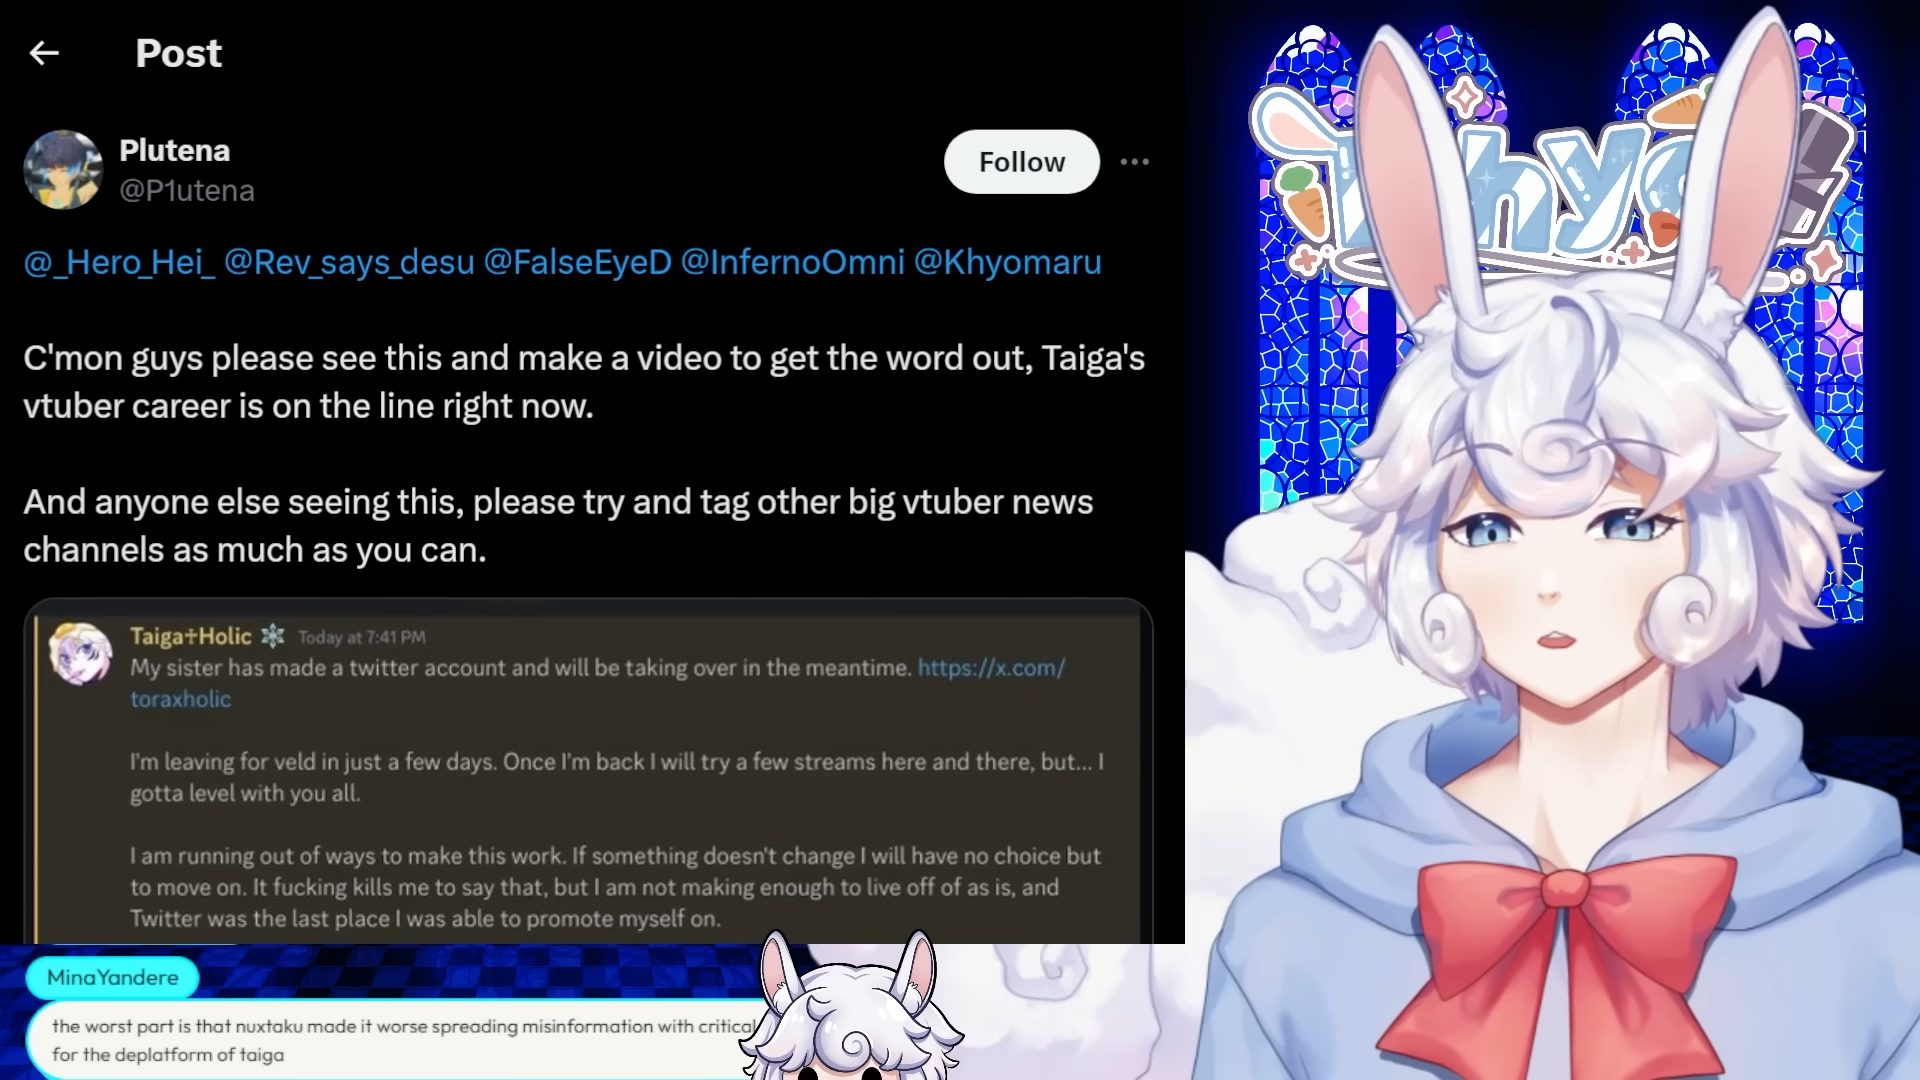 Post
Plutena
@P1utena
Follow
@_Hero_Hei_ @Rev_says_desu @FalseEyeD @InfernoOmni @Khyomaru
C'mon guys please see this and make a video to get the word out, Taiga's
vtuber career is on the line right now.
And anyone else seeing this, please try and tag other big vtuber news
channels as much as you can.
Taiga✝Holic Today at 7:41 PM
My sister has made a twitter account and will be taking over in the meantime. https://x.com/
toraxholic
I'm leaving for veld in just a few days. Once I'm back I will try a few streams here and there, but... I
gotta level with you all.
I am running out of ways to make this work. If something doesn't change I will have no choice but
to move on. It fucking kills me to say that, but I am not making enough to live off of as is, and
Twitter was the last place I was able to promote myself on.
MinaYandere
the worst part is that nuxtaku made it worse spreading misinformation with critical
for the deplatform of taiga